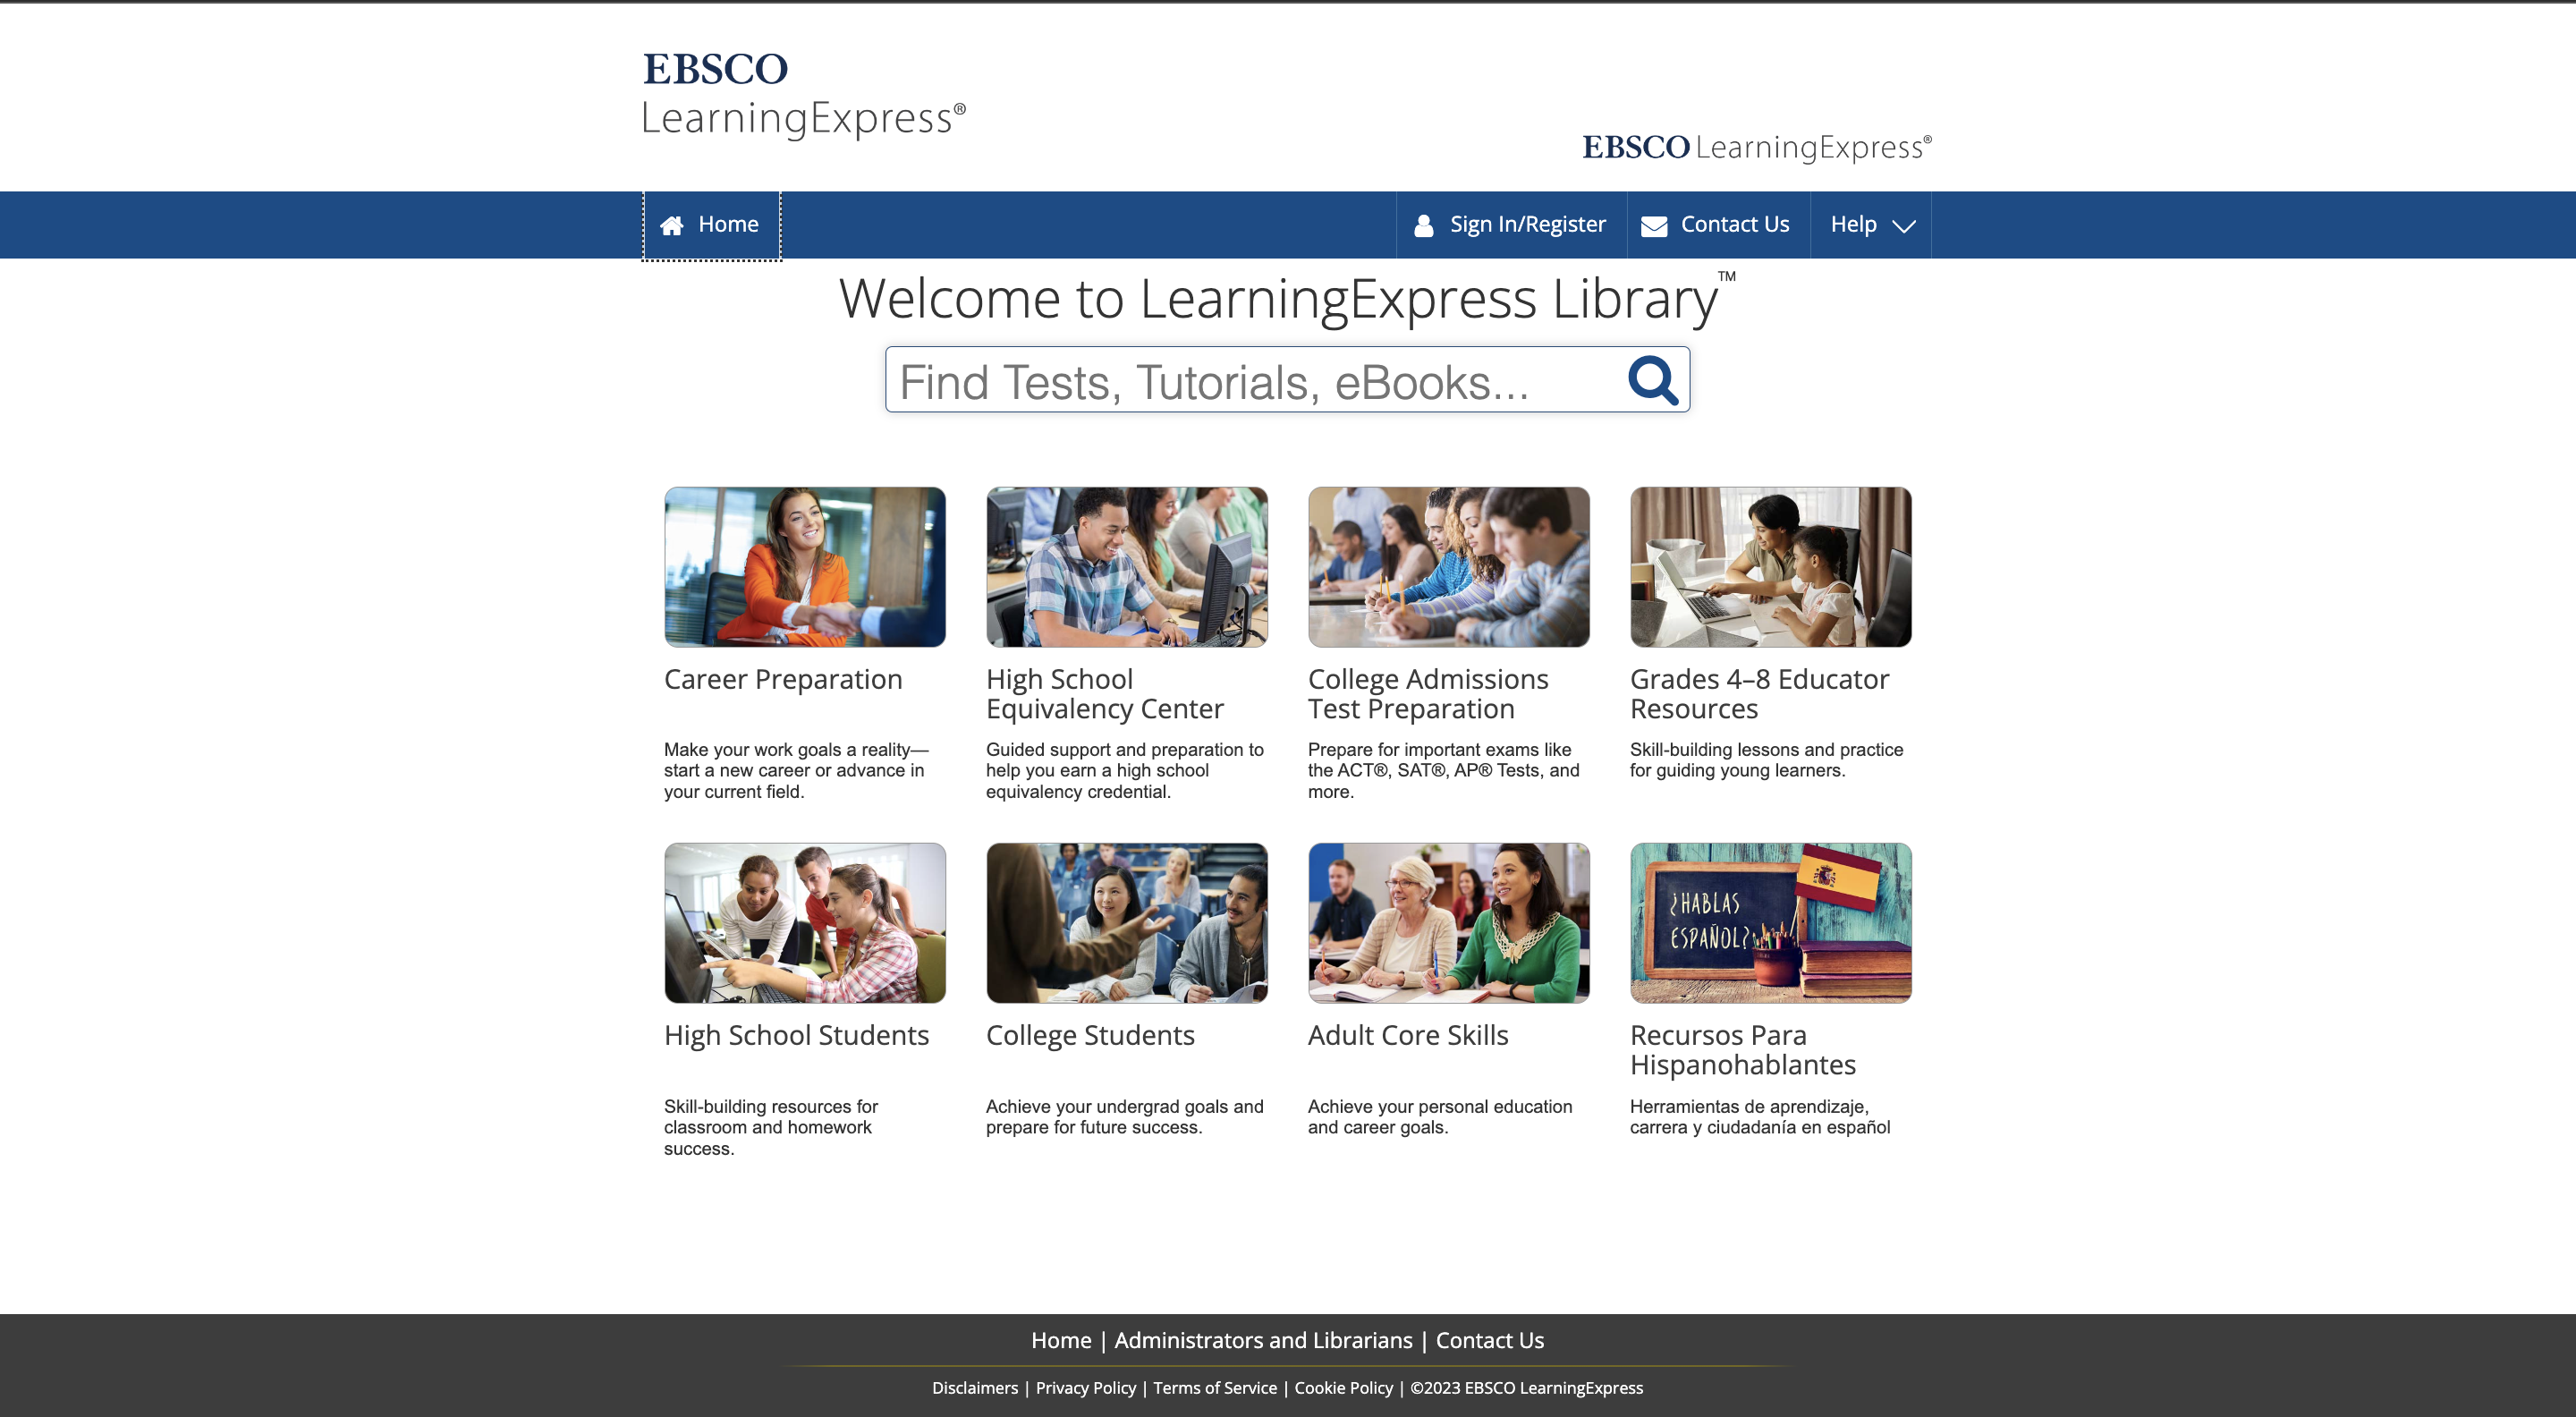 EBSCO
LearningExpress®
EBSCO LearningExpress®
Home
Sign In/Register
Contact Us
Help
Welcome to LearningExpress Library™
Find Tests, Tutorials, eBooks...
Career Preparation
Make your work goals a reality—
start a new career or advance in
your current field.
High School
Equivalency Center
Guided support and preparation to
help you earn a high school
equivalency credential.
College Admissions
Test Preparation
Prepare for important exams like
the ACT®, SAT®, AP® Tests, and
more.
Grades 4–8 Educator
Resources
Skill-building lessons and practice
for guiding young learners.
High School Students
Skill-building resources for
classroom and homework
success.
College Students
Achieve your undergrad goals and
prepare for future success.
Adult Core Skills
Achieve your personal education
and career goals.
¿HABLAS
ESPAÑOL?
Recursos Para
Hispanohablantes
Herramientas de aprendizaje,
carrera y ciudadanía en español
Home | Administrators and Librarians | Contact Us
Disclaimers | Privacy Policy | Terms of Service | Cookie Policy | ©2023 EBSCO LearningExpress